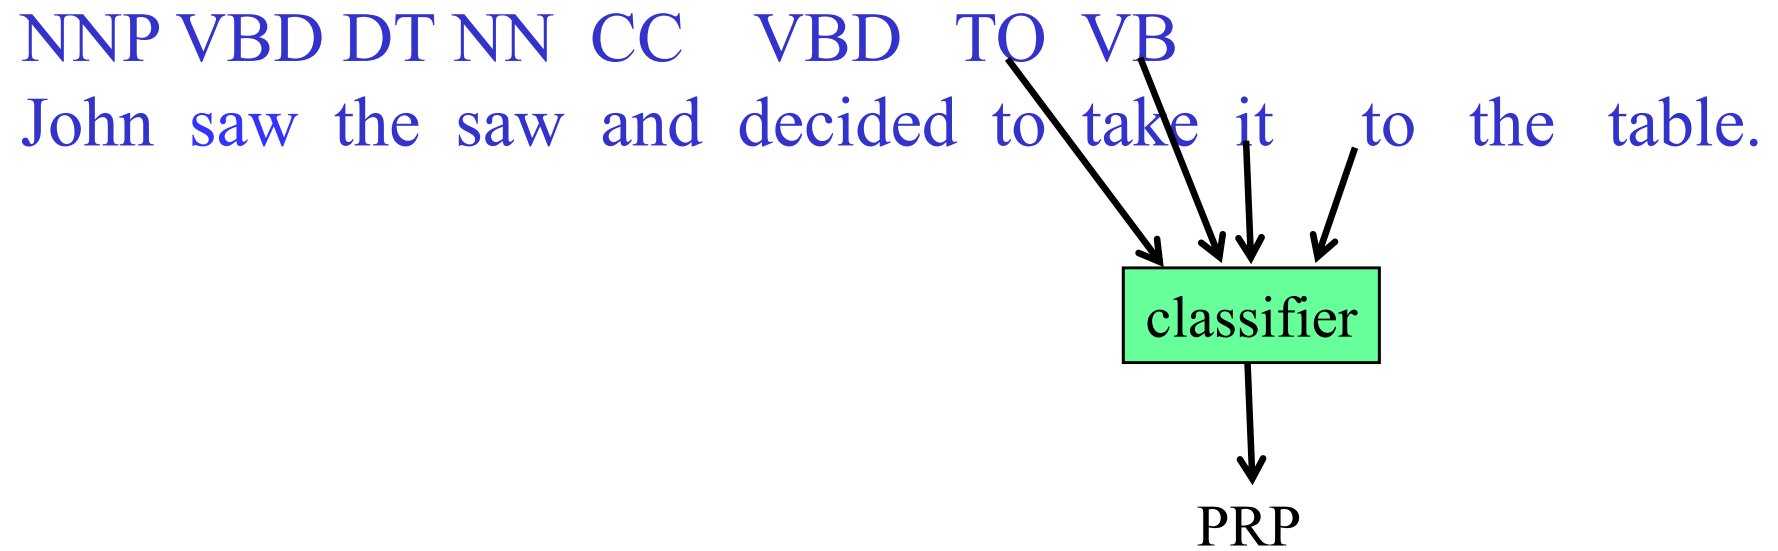 NNP VBD DT NN CC VBD TO VB
John saw the saw and decided to take it to the table.
classifier
PRP